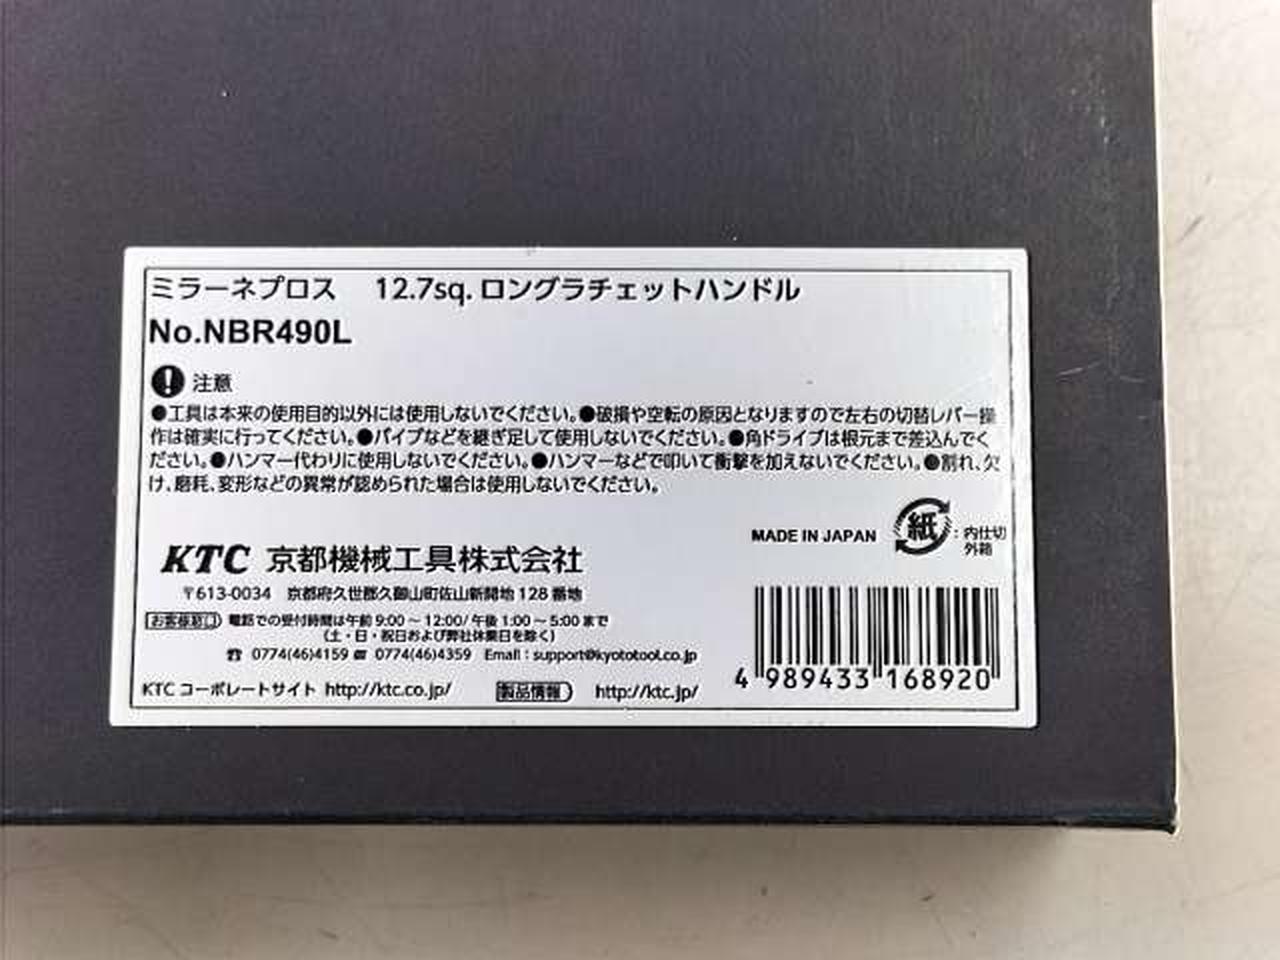 ミラーネプロス　12.7sq.ロングラチェットハンドル
No.NBR490L
注意
●工具は本来の使用目的以外には使用しないでください。●破損や空転の原因となりますので左右の切替レバー操
作は確実に行ってください。●パイプなどを継ぎ足して使用しないでください。●角ドライブは根元まで差込んでく
ださい。●ハンマー代わりに使用しないでください。●ハンマーなどで叩いて衝撃を加えないでください。●割れ、欠
け、磨耗、変形などの異常が認められた場合は使用しないでください。
MADE IN JAPAN 紙:内仕切
外箱
KTC 京都機械工具株式会社
〒613-0034　京都府久世郡久御山町佐山新開地128番地
お客様窓口 電話での受付時間は午前9:00～12:00/午後1:00～5:00まで
(土・日・祝日および弊社休業日を除く)
☎ 0774(46)4159 0774(46)4359 Email:support@kyototool.co.jp
KTCコーポレートサイト http://ktc.co.jp/ 製品情報 http://ktc.jp/
4 989433 168920